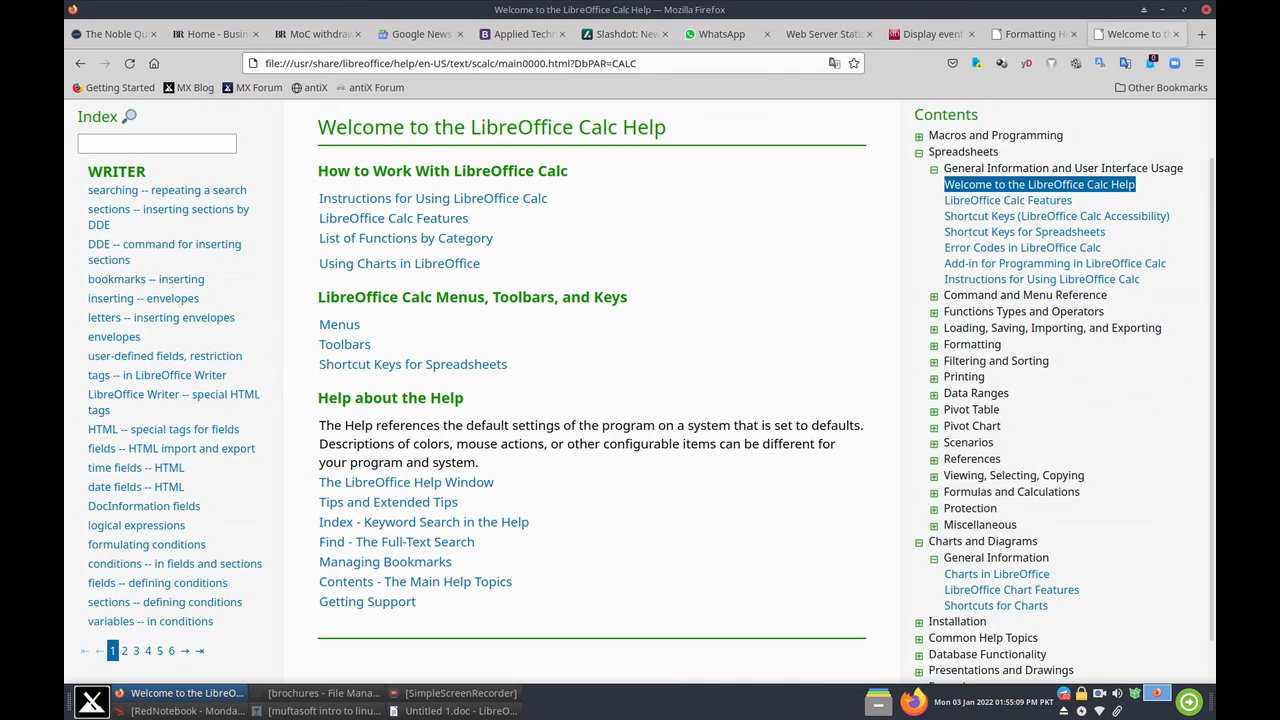 Welcome to the LibreOffice Calc Help — Mozilla Firefox
The Noble Qu
BR Home - Busin
BR MoC withdraw
Google News -
Applied Techn
Slashdot: New
WhatsApp
Web Server Statis
Display event
Formatting He
Welcome to th
file:///usr/share/libreoffice/help/en-US/text/scalc/main0000.html?DbPAR=CALC
Getting Started
MX Blog
MX Forum
antiX
antiX Forum
Other Bookmarks
Index
WRITER
searching -- repeating a search
sections -- inserting sections by
DDE
DDE -- command for inserting
sections
bookmarks -- inserting
inserting -- envelopes
letters -- inserting envelopes
envelopes
user-defined fields, restriction
tags -- in LibreOffice Writer
LibreOffice Writer -- special HTML
tags
HTML -- special tags for fields
fields -- HTML import and export
time fields -- HTML
date fields -- HTML
DocInformation fields
logical expressions
formulating conditions
conditions -- in fields and sections
fields -- defining conditions
sections -- defining conditions
variables -- in conditions
⇤ ← 1 2 3 4 5 6 → ⇥
Welcome to the LibreOffice Calc Help
How to Work With LibreOffice Calc
Instructions for Using LibreOffice Calc
LibreOffice Calc Features
List of Functions by Category
Using Charts in LibreOffice
LibreOffice Calc Menus, Toolbars, and Keys
Menus
Toolbars
Shortcut Keys for Spreadsheets
Help about the Help
The Help references the default settings of the program on a system that is set to defaults.
Descriptions of colors, mouse actions, or other configurable items can be different for
your program and system.
The LibreOffice Help Window
Tips and Extended Tips
Index - Keyword Search in the Help
Find - The Full-Text Search
Managing Bookmarks
Contents - The Main Help Topics
Getting Support
Contents
Macros and Programming
Spreadsheets
General Information and User Interface Usage
Welcome to the LibreOffice Calc Help
LibreOffice Calc Features
Shortcut Keys (LibreOffice Calc Accessibility)
Shortcut Keys for Spreadsheets
Error Codes in LibreOffice Calc
Add-in for Programming in LibreOffice Calc
Instructions for Using LibreOffice Calc
Command and Menu Reference
Functions Types and Operators
Loading, Saving, Importing, and Exporting
Formatting
Filtering and Sorting
Printing
Data Ranges
Pivot Table
Pivot Chart
Scenarios
References
Viewing, Selecting, Copying
Formulas and Calculations
Protection
Miscellaneous
Charts and Diagrams
General Information
Charts in LibreOffice
LibreOffice Chart Features
Shortcuts for Charts
Installation
Common Help Topics
Database Functionality
Presentations and Drawings
Welcome to the LibreO...
[brochures - File Mana...
[SimpleScreenRecorder]
[RedNotebook - Monda...
[muftasoft intro to linu...
Untitled 1.doc - LibreO...
Mon 03 Jan 2022 01:55:09 PM PKT